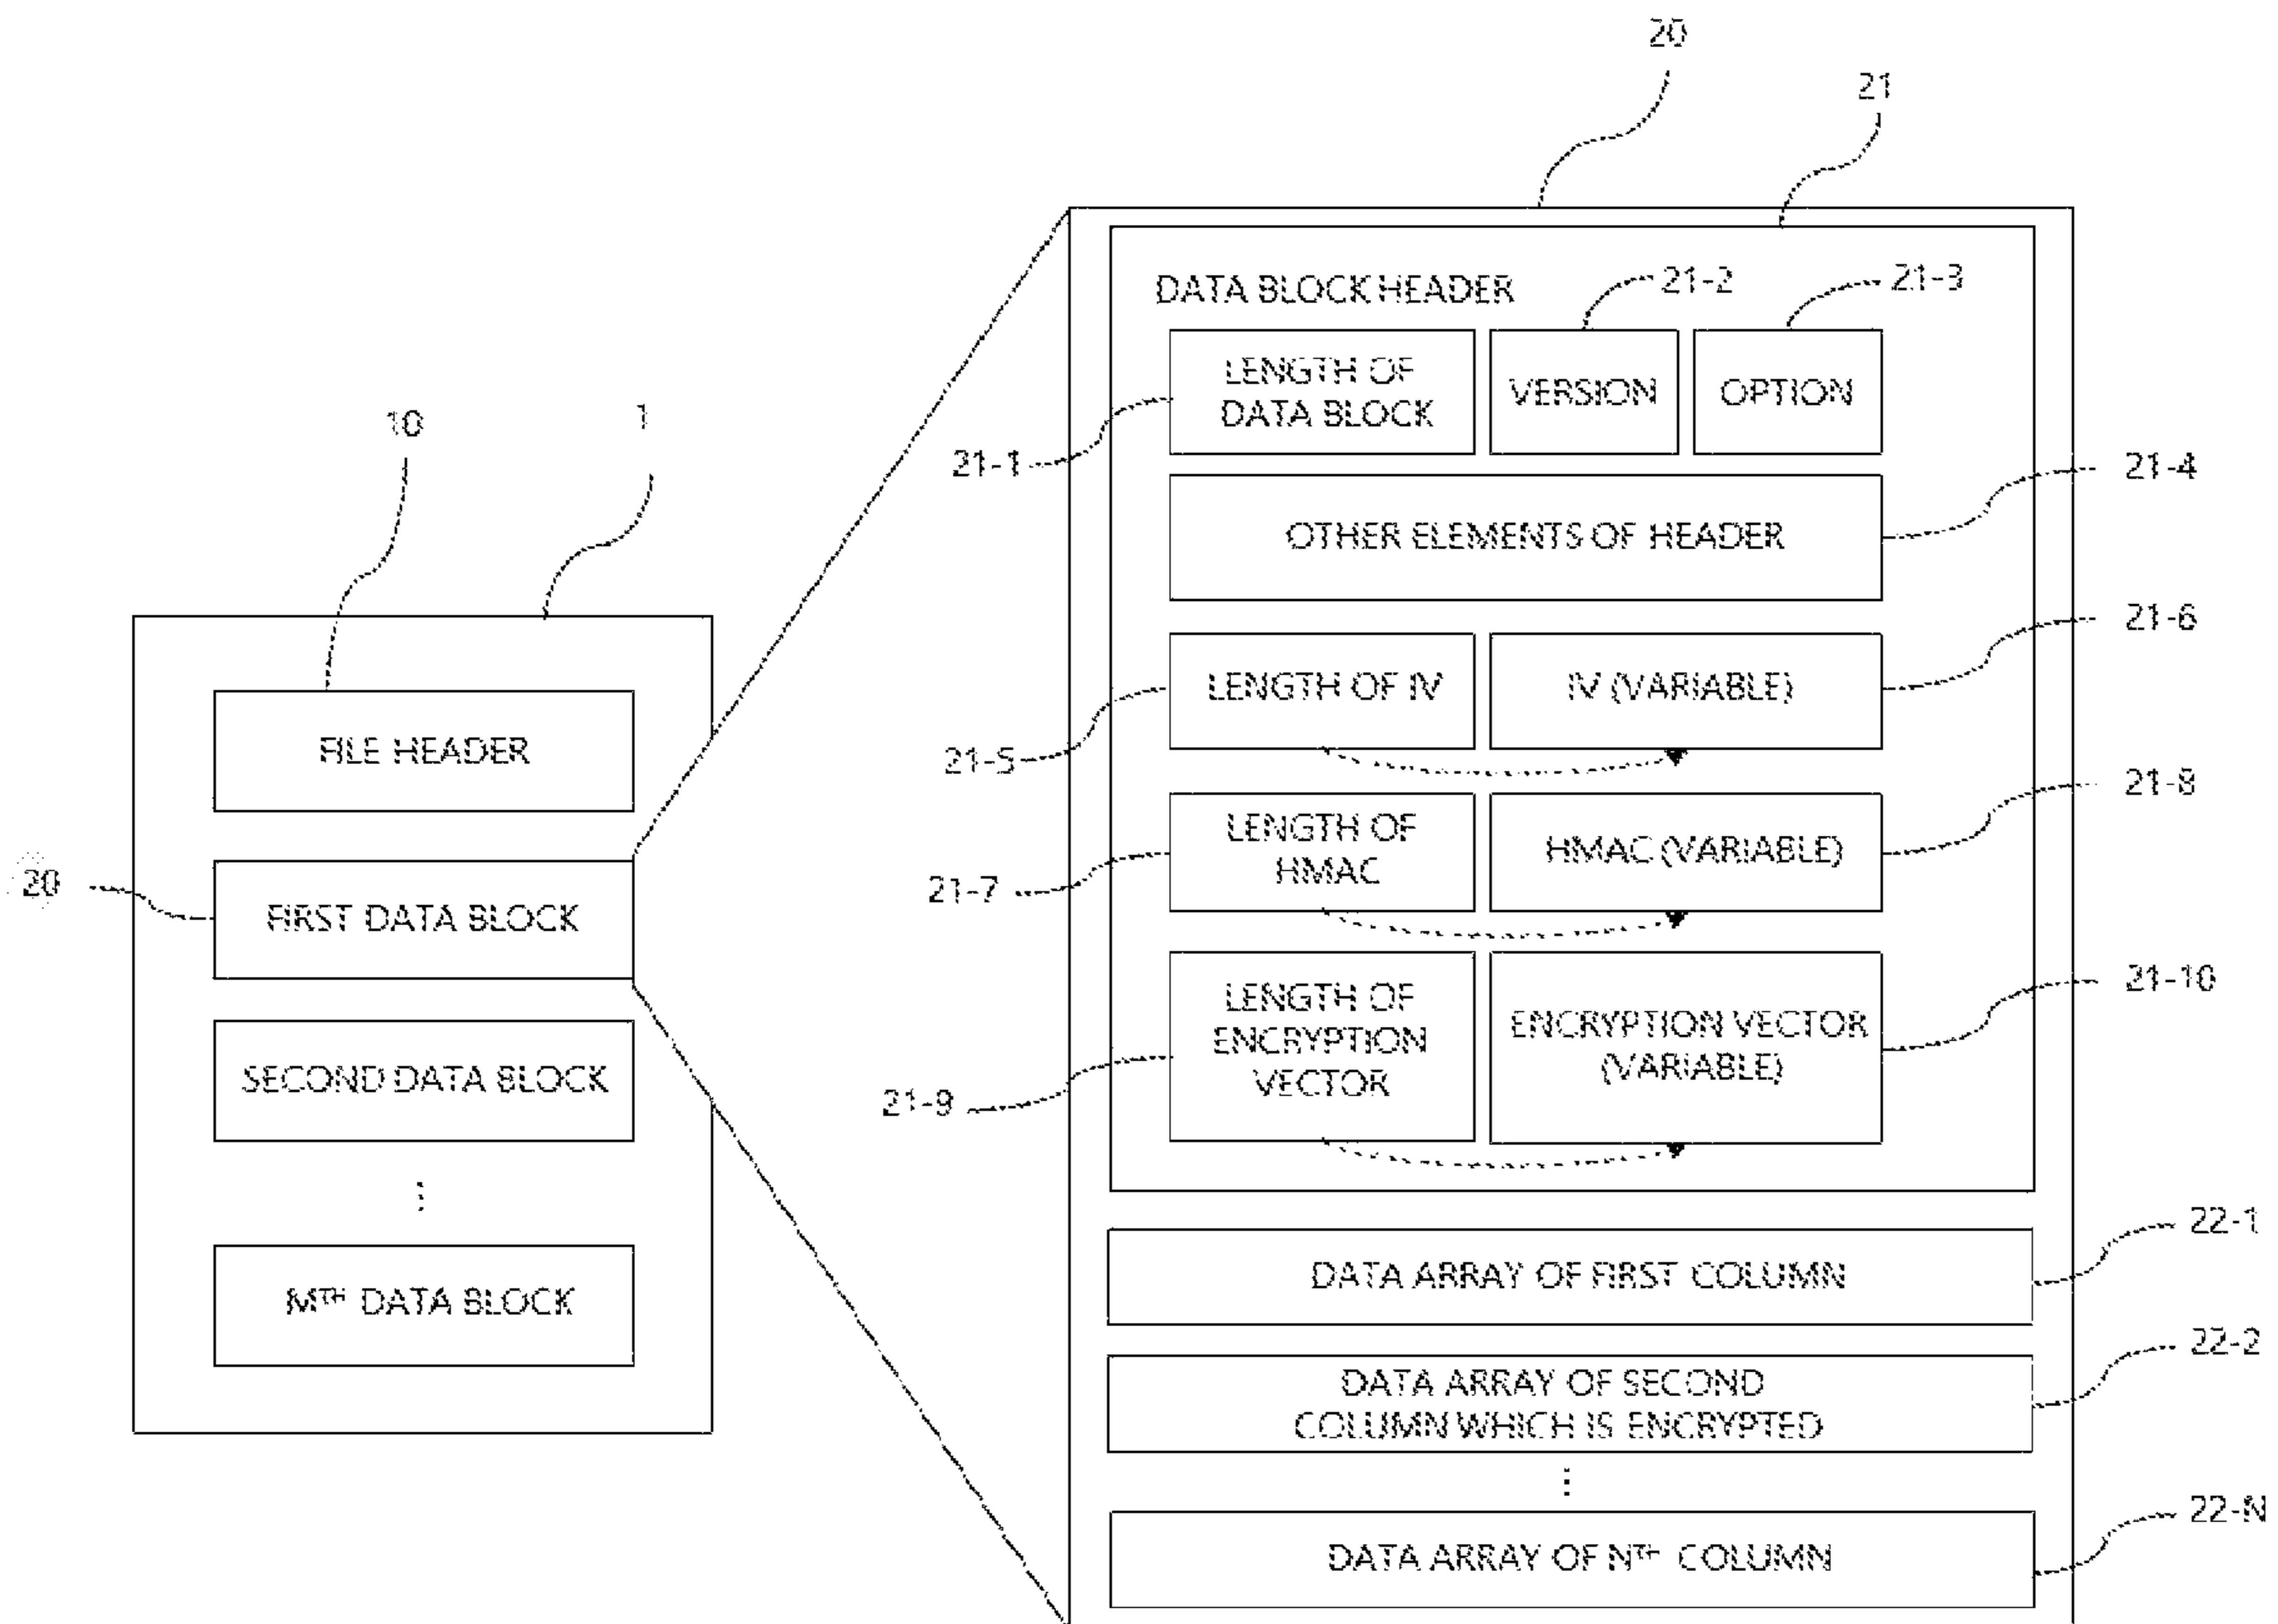 20
21
DATA BLOCK HEADER
21-2
21-3
LENGTH OF
DATA BLOCK
VERSION
OPTION
21-1
21-4
OTHER ELEMENTS OF HEADER
10
1
21-6
LENGTH OF IV
IV (VARIABLE)
21-5
FILE HEADER
21-8
LENGTH OF
HMAC
HMAC (VARIABLE)
21-7
20
FIRST DATA BLOCK
21-10
LENGTH OF
ENCRYPTION
VECTOR
ENCRYPTION VECTOR
(VARIABLE)
21-9
SECOND DATA BLOCK
⋮
MTH DATA BLOCK
22-1
DATA ARRAY OF FIRST COLUMN
22-2
DATA ARRAY OF SECOND
COLUMN WHICH IS ENCRYPTED
⋮
22-N
DATA ARRAY OF NTH COLUMN